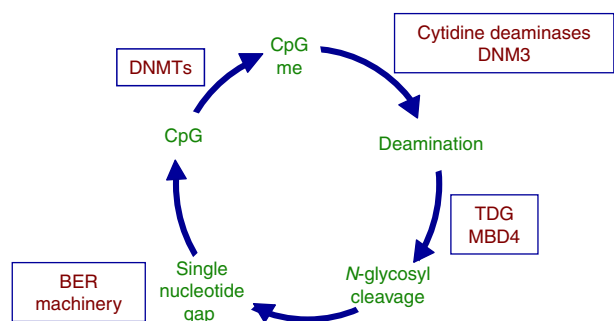 CpG
me
Cytidine deaminases
DNM3
DNMTs
CpG
Deamination
TDG
MBD4
BER
machinery
Single
nucleotide
gap
N-glycosyl
cleavage